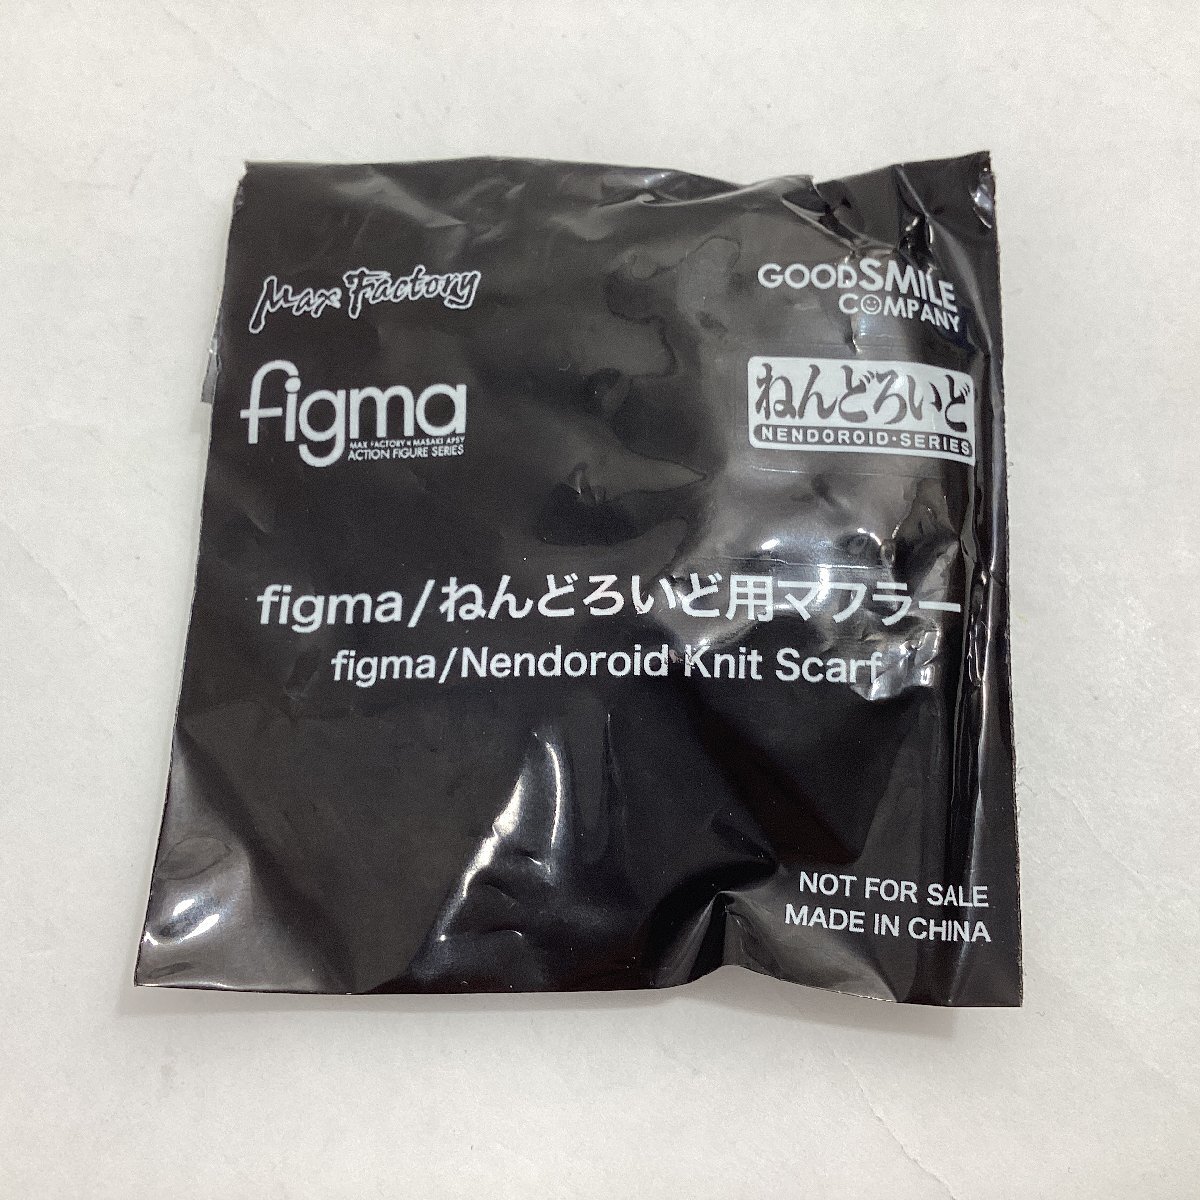 Max Factory
GOODSMILE
COMPANY
figma
MAX FACTORY × MASAKI APSY
ACTION FIGURE SERIES
ねんどろいど
NENDOROID・SERIES
figma/ねんどろいど用マフラー
figma/Nendoroid Knit Scarf
NOT FOR SALE
MADE IN CHINA